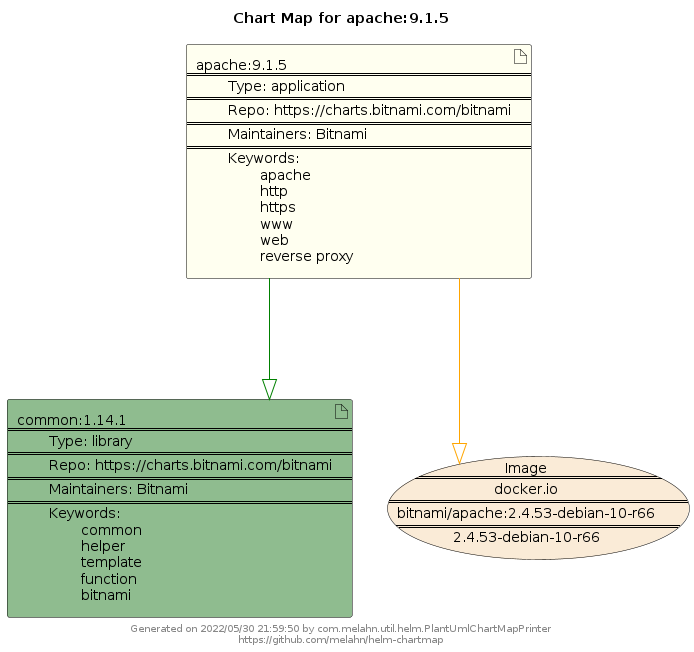 Chart Map for apache:9.1.5
apache:9.1.5
Type: application
Repo: https://charts.bitnami.com/bitnami
Maintainers: Bitnami
Keywords:
apache
http
https
www
web
reverse proxy
common:1.14.1
Type: library
Repo: https://charts.bitnami.com/bitnami
Maintainers: Bitnami
Keywords:
common
helper
template
function
bitnami
Image
docker.io
bitnami/apache:2.4.53-debian-10-r66
2.4.53-debian-10-r66
Generated on 2022/05/30 21:59:50 by com.melahn.util.helm.PlantUmlChartMapPrinter
https://github.com/melahn/helm-chartmap